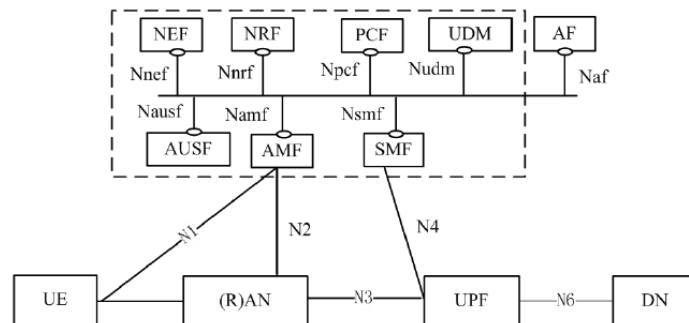 NEF NRF PCF UDM AF
Nnef Nnrf Npcf Nudm Naf
Nausf Namf Nsmf
AUSF AMF SMF
N1 N2 N4
UE (R)AN N3 UPF N6 DN